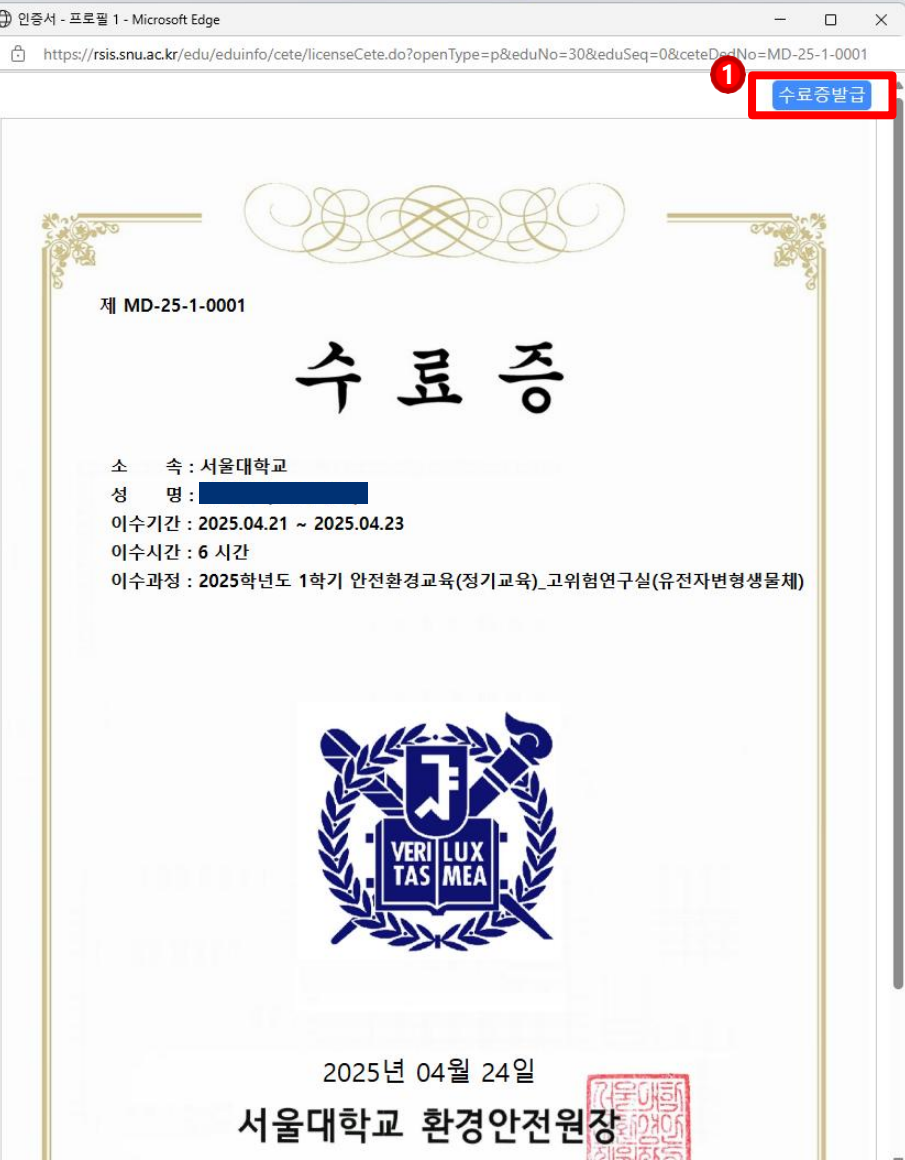 인증서 - 프로필 1 - Microsoft Edge
https://rsis.snu.ac.kr/edu/eduinfo/cete/licenseCete.do?openType=p&eduNo=30&eduSeq=0&ceteDedNo=MD-25-1-0001
1
수료증발급
제 MD-25-1-0001
수 료 증
소 속 : 서울대학교
성 명 :
이수기간 : 2025.04.21 ~ 2025.04.23
이수시간 : 6 시간
이수과정 : 2025학년도 1학기 안전환경교육(정기교육)_고위험연구실(유전자변형생물체)
VERI LUX
TAS MEA
2025년 04월 24일
서울대학교 환경안전원장